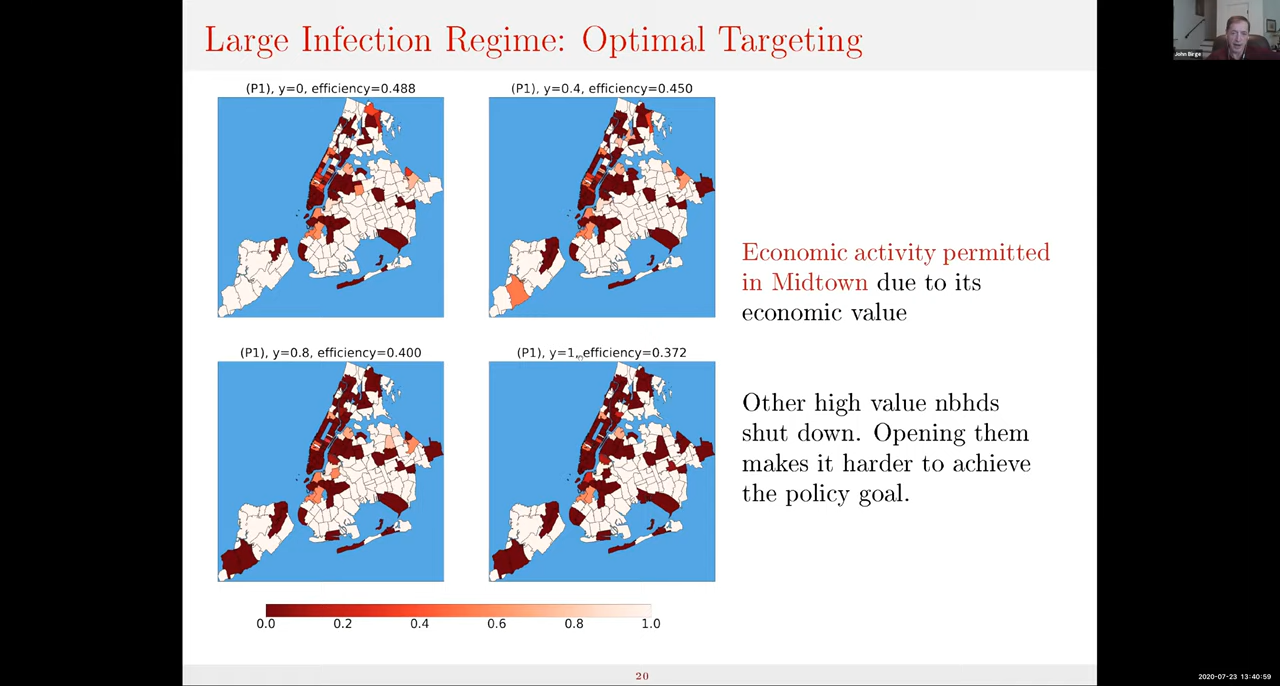 Large Infection Regime: Optimal Targeting
John Birge
(P1), y=0, efficiency=0.488
(P1), y=0.4, efficiency=0.450
(P1), y=0.8, efficiency=0.400
(P1), y=1, efficiency=0.372
0.0 0.2 0.4 0.6 0.8 1.0
Economic activity permitted
in Midtown due to its
economic value
Other high value nbhds
shut down. Opening them
makes it harder to achieve
the policy goal.
20
2020-07-23 13:40:59